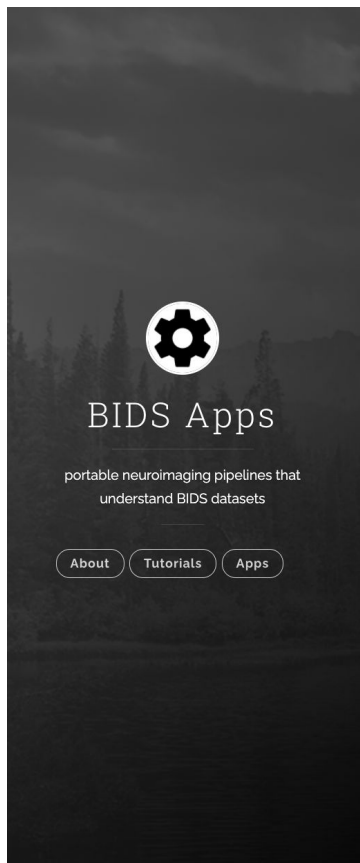 BIDS Apps
portable neuroimaging pipelines that
understand BIDS datasets
About Tutorials Apps